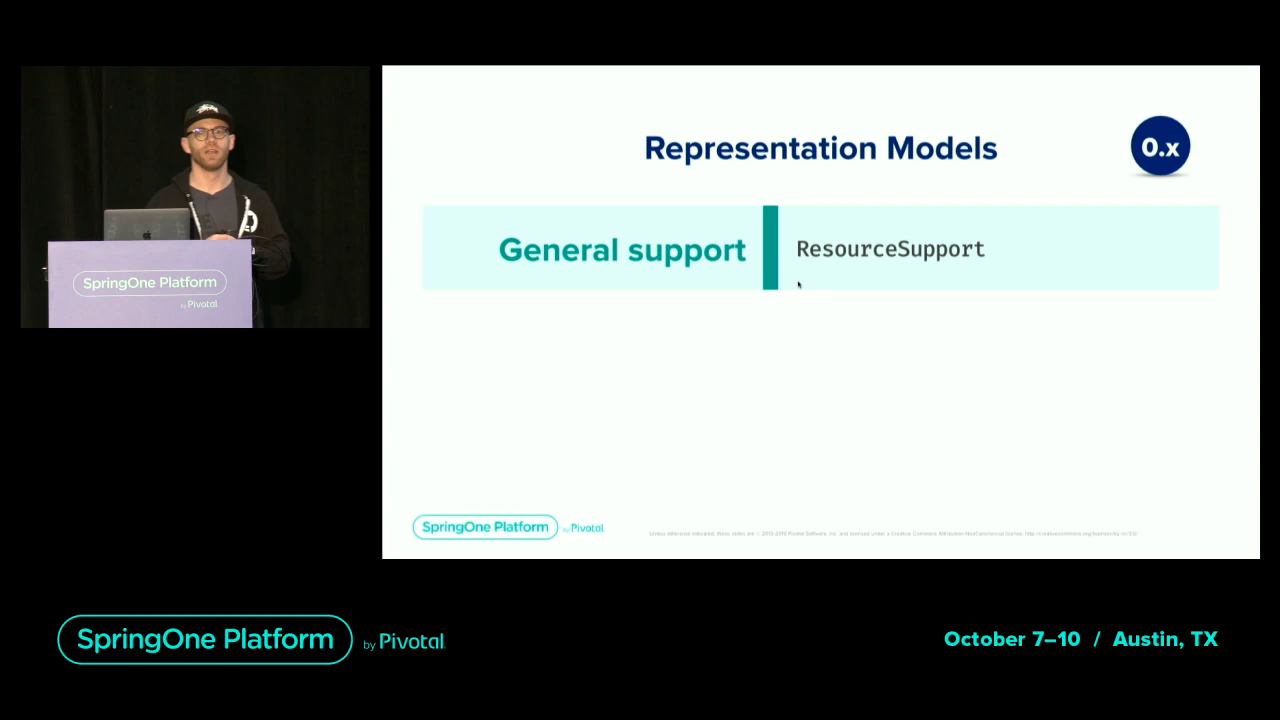 SpringOne Platform
by Pivotal
Representation Models
0.x
General support
ResourceSupport
SpringOne Platform by Pivotal
SpringOne Platform by Pivotal
October 7–10 / Austin, TX